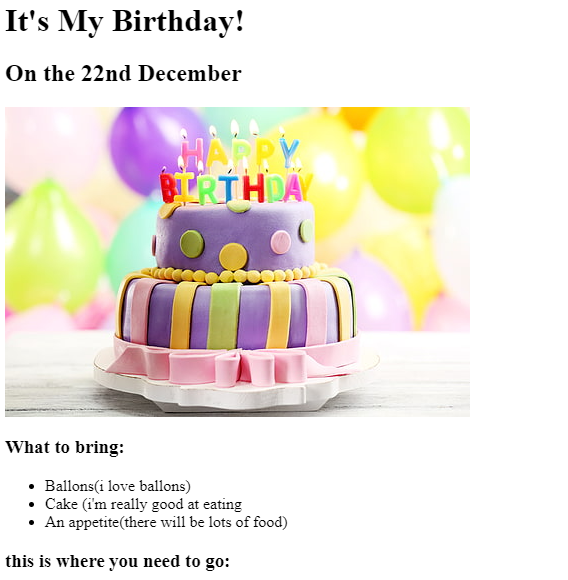 It's My Birthday!
On the 22nd December
HAPPY
BIRTHDAY
What to bring:
Ballons(i love ballons)
Cake (i'm really good at eating
An appetite(there will be lots of food)
this is where you need to go: